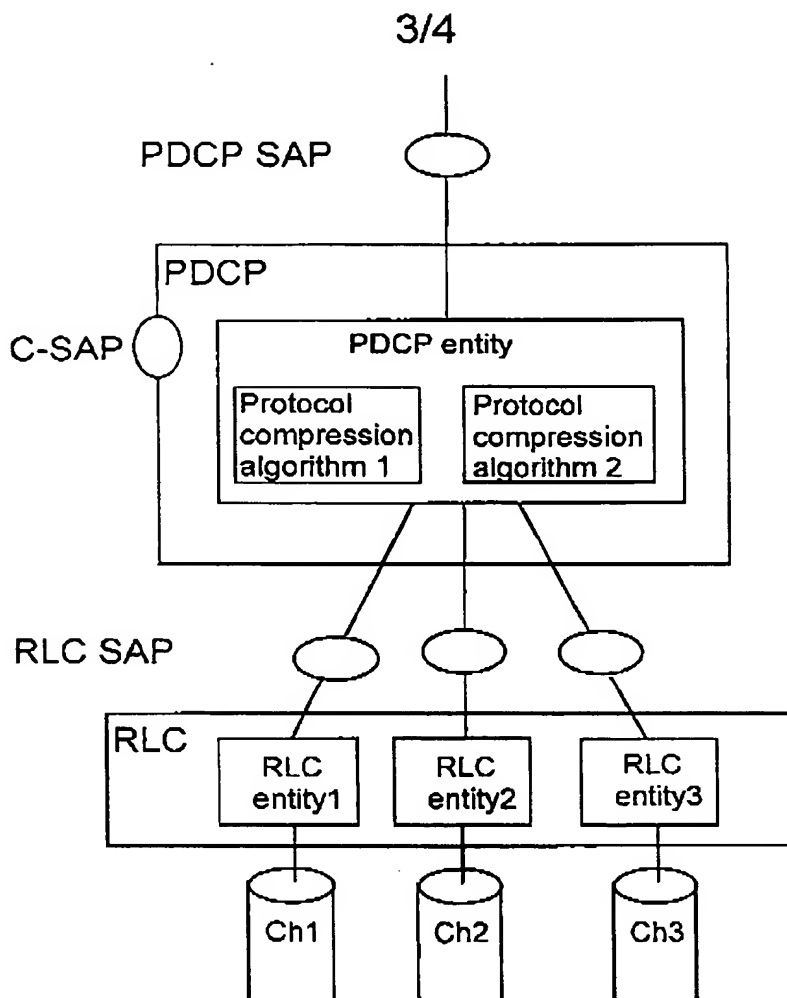 3/4
PDCP SAP
PDCP
C-SAP
PDCP entity
Protocol
compression
algorithm 1
Protocol
compression
algorithm 2
RLC SAP
RLC
RLC
entity1
RLC
entity2
RLC
entity3
Ch1
Ch2
Ch3